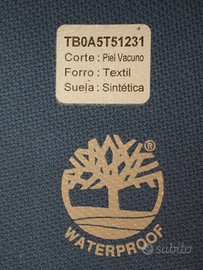 TB0A5T51231
Corte : Piel Vacuno
Forro : Textil
Suela : Sintética
®
WATERPROOF
subito